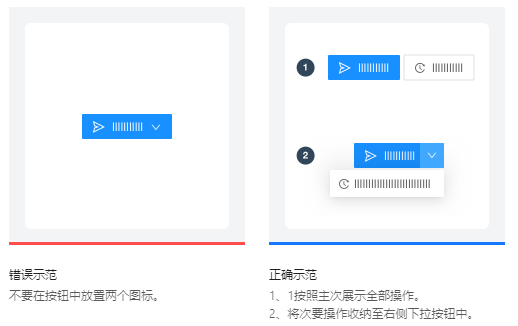 1
2
错误示范
不要在按钮中放置两个图标。
正确示范
1、1按照主次展示全部操作。
2、将次要操作收纳至右侧下拉按钮中。